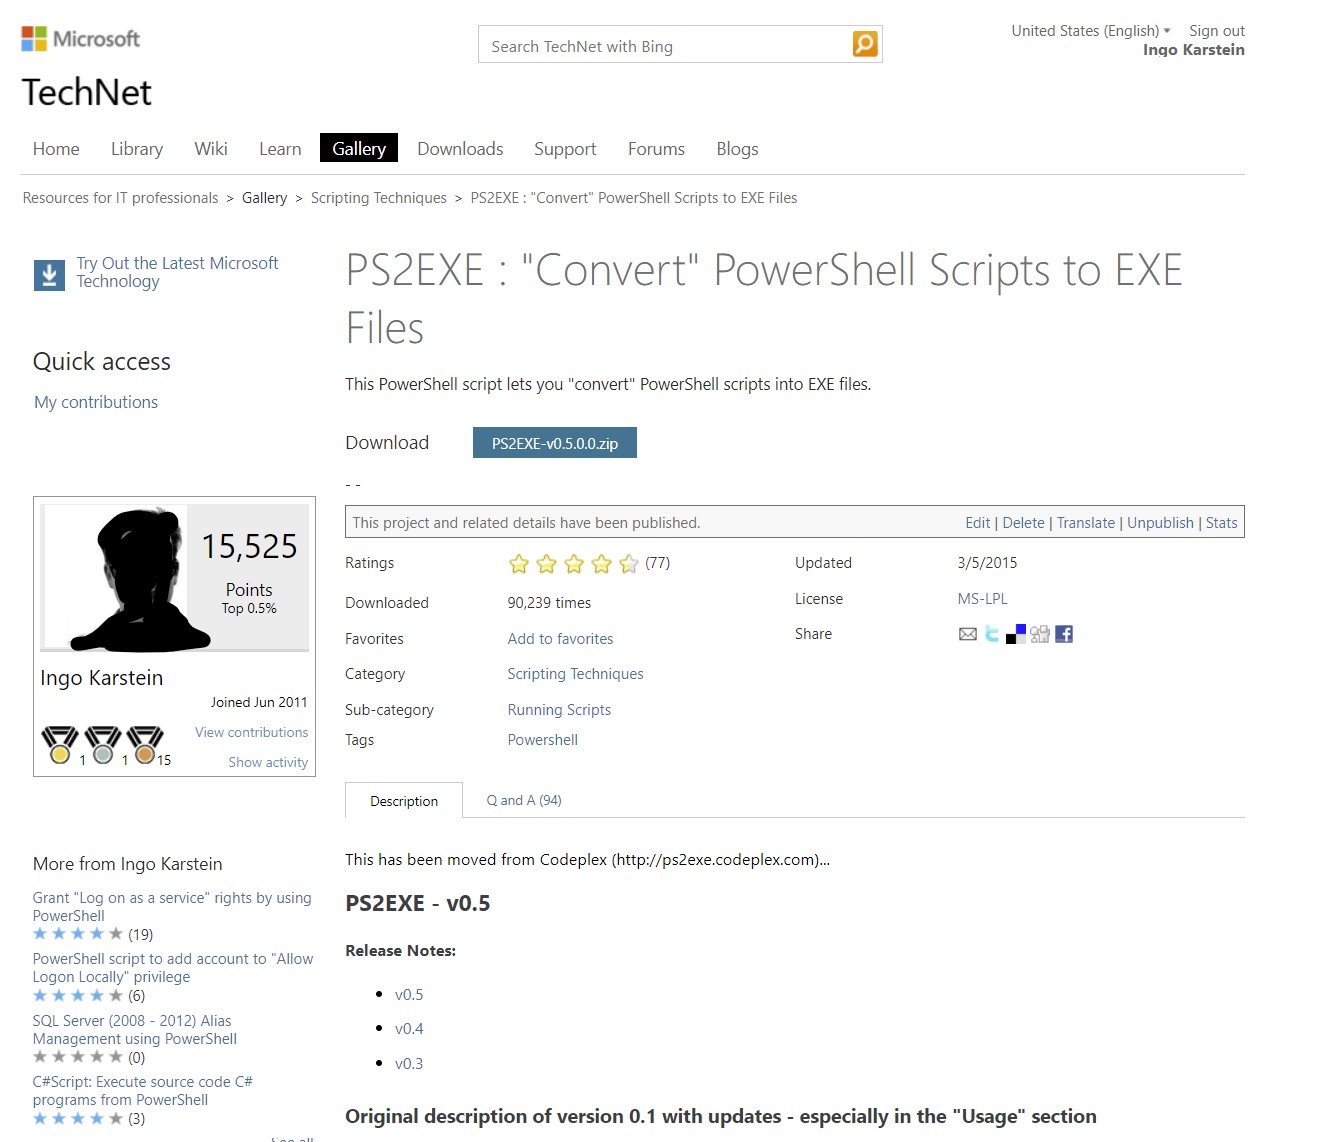 Microsoft
Search TechNet with Bing
United States (English)
Sign out
Ingo Karstein
TechNet
Home Library Wiki Learn Gallery Downloads Support Forums Blogs
Resources for IT professionals > Gallery > Scripting Techniques > PS2EXE : "Convert" PowerShell Scripts to EXE Files
Try Out the Latest Microsoft
Technology
Quick access
My contributions
15,525
Points
Top 0.5%
Ingo Karstein
Joined Jun 2011
View contributions
1 1 15
Show activity
More from Ingo Karstein
Grant "Log on as a service" rights by using
PowerShell
(19)
PowerShell script to add account to "Allow
Logon Locally" privilege
(6)
SQL Server (2008 - 2012) Alias
Management using PowerShell
(0)
C#Script: Execute source code C#
programs from PowerShell
(3)
See all
PS2EXE : "Convert" PowerShell Scripts to EXE
Files
This PowerShell script lets you "convert" PowerShell scripts into EXE files.
Download PS2EXE-v0.5.0.0.zip
- -
This project and related details have been published. Edit | Delete | Translate | Unpublish | Stats
Ratings (77)
Downloaded 90,239 times
Favorites Add to favorites
Category Scripting Techniques
Sub-category Running Scripts
Tags Powershell
Updated 3/5/2015
License MS-LPL
Share
Description Q and A (94)
This has been moved from Codeplex (http://ps2exe.codeplex.com)...
PS2EXE - v0.5
Release Notes:
v0.5
v0.4
v0.3
Original description of version 0.1 with updates - especially in the "Usage" section